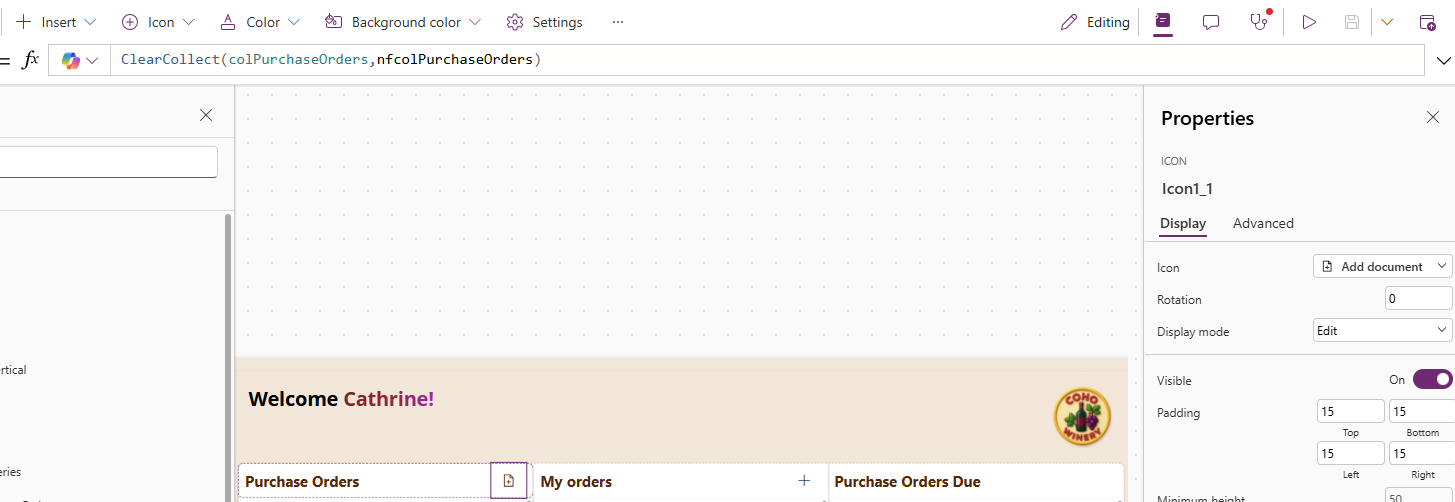 Insert Icon Color Background color Settings ... Editing
= fx ClearCollect(colPurchaseOrders,nfcolPurchaseOrders)
Properties
ICON
Icon1_1
Display Advanced
Icon Add document
Rotation 0
Display mode Edit
rtical
Visible On
Welcome Cathrine!
Padding 15 15
Top Bottom
COHO
WINERY
15 15
Left Right
eries
Purchase Orders My orders + Purchase Orders Due
Minimum height 50